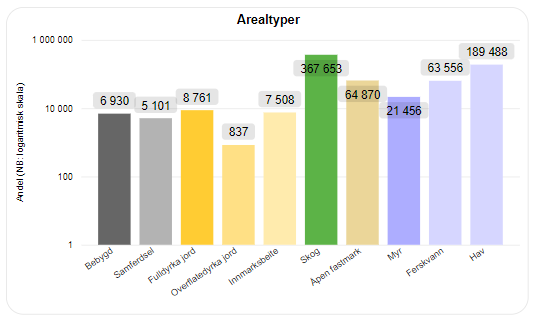 Arealtyper
Andel (NB: logaritmisk skala)
1 000 000
10 000
100
1
6 930
5 101
8 761
837
7 508
367 653
64 870
21 456
63 556
189 488
Bebygd
Samferdsel
Fulldyrka jord
Overflatedyrka jord
Innmarksbeite
Skog
Åpen fastmark
Myr
Ferskvann
Hav